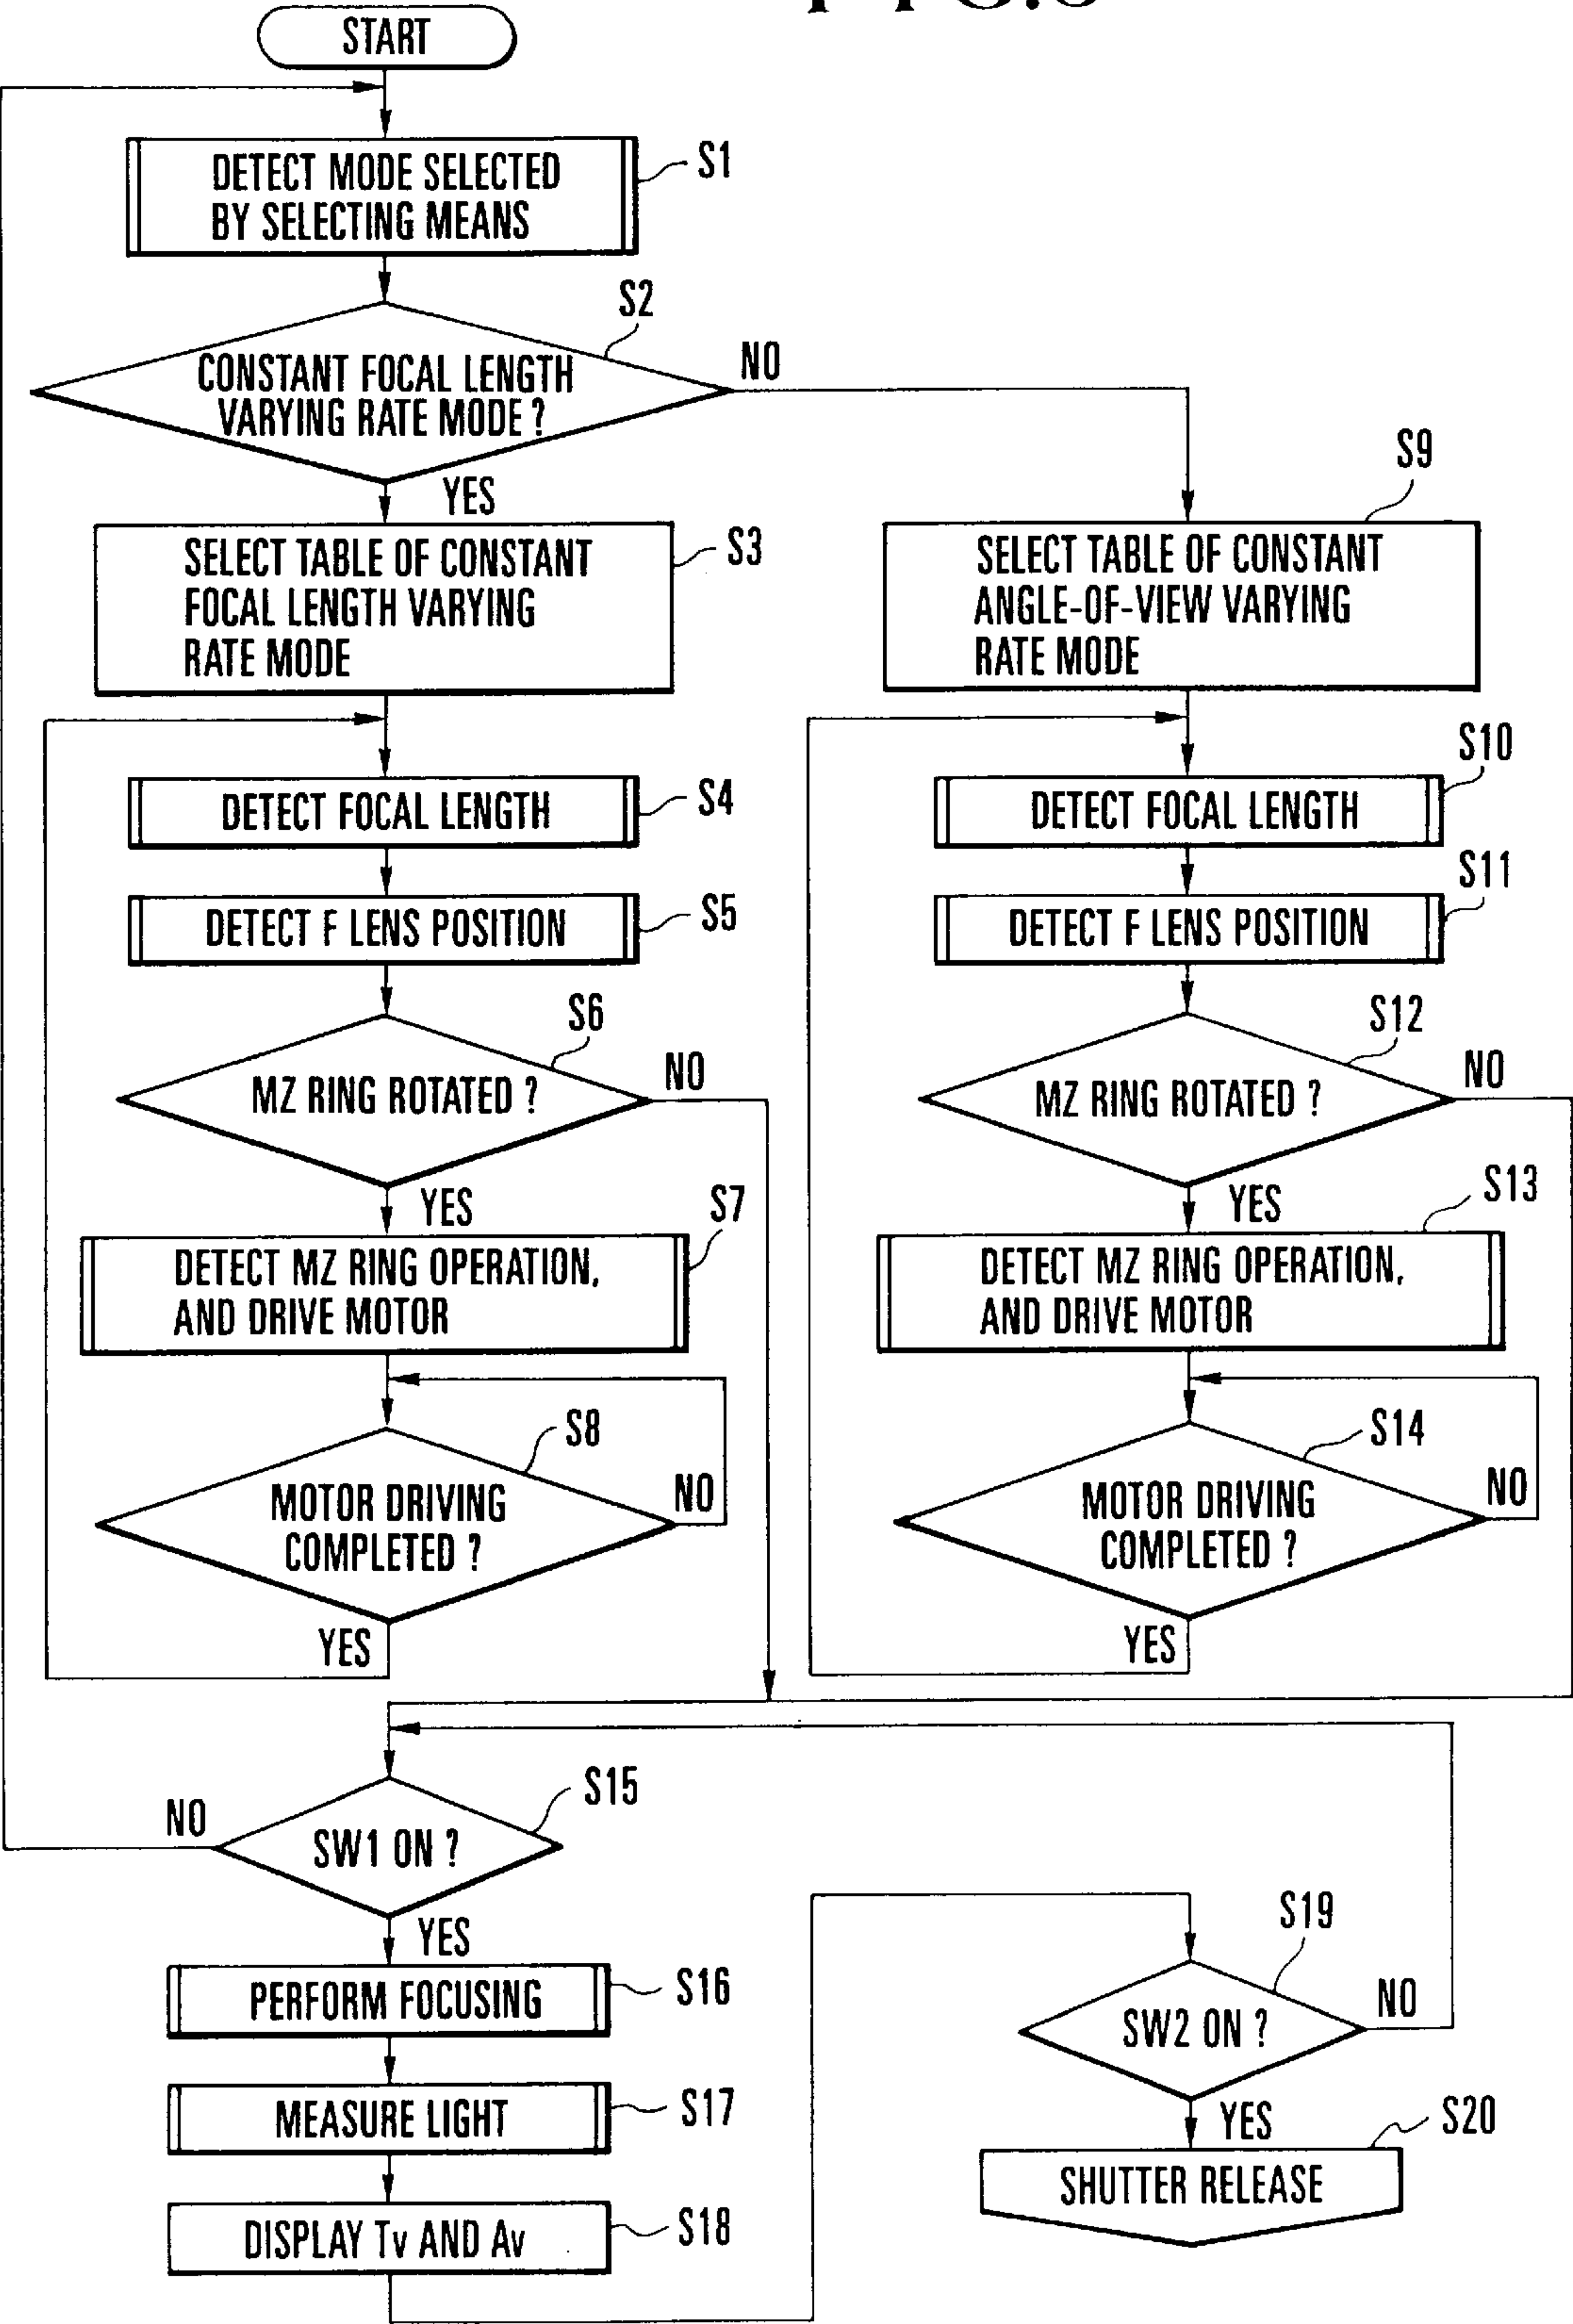 START
DETECT MODE SELECTED
BY SELECTING MEANS
S1
S2
CONSTANT FOCAL LENGTH
VARYING RATE MODE ?
NO
YES
SELECT TABLE OF CONSTANT
FOCAL LENGTH VARYING
RATE MODE
S3
S9
SELECT TABLE OF CONSTANT
ANGLE-OF-VIEW VARYING
RATE MODE
DETECT FOCAL LENGTH
S4
DETECT F LENS POSITION
S5
S6
MZ RING ROTATED ?
NO
YES
S7
DETECT MZ RING OPERATION,
AND DRIVE MOTOR
S8
MOTOR DRIVING
COMPLETED ?
NO
YES
S10
DETECT FOCAL LENGTH
S11
DETECT F LENS POSITION
S12
MZ RING ROTATED ?
NO
YES
S13
DETECT MZ RING OPERATION,
AND DRIVE MOTOR
S14
MOTOR DRIVING
COMPLETED ?
NO
YES
S15
SW1 ON ?
NO
YES
PERFORM FOCUSING
S16
MEASURE LIGHT
S17
DISPLAY Tv AND Av
S18
S19
SW2 ON ?
NO
YES
S20
SHUTTER RELEASE